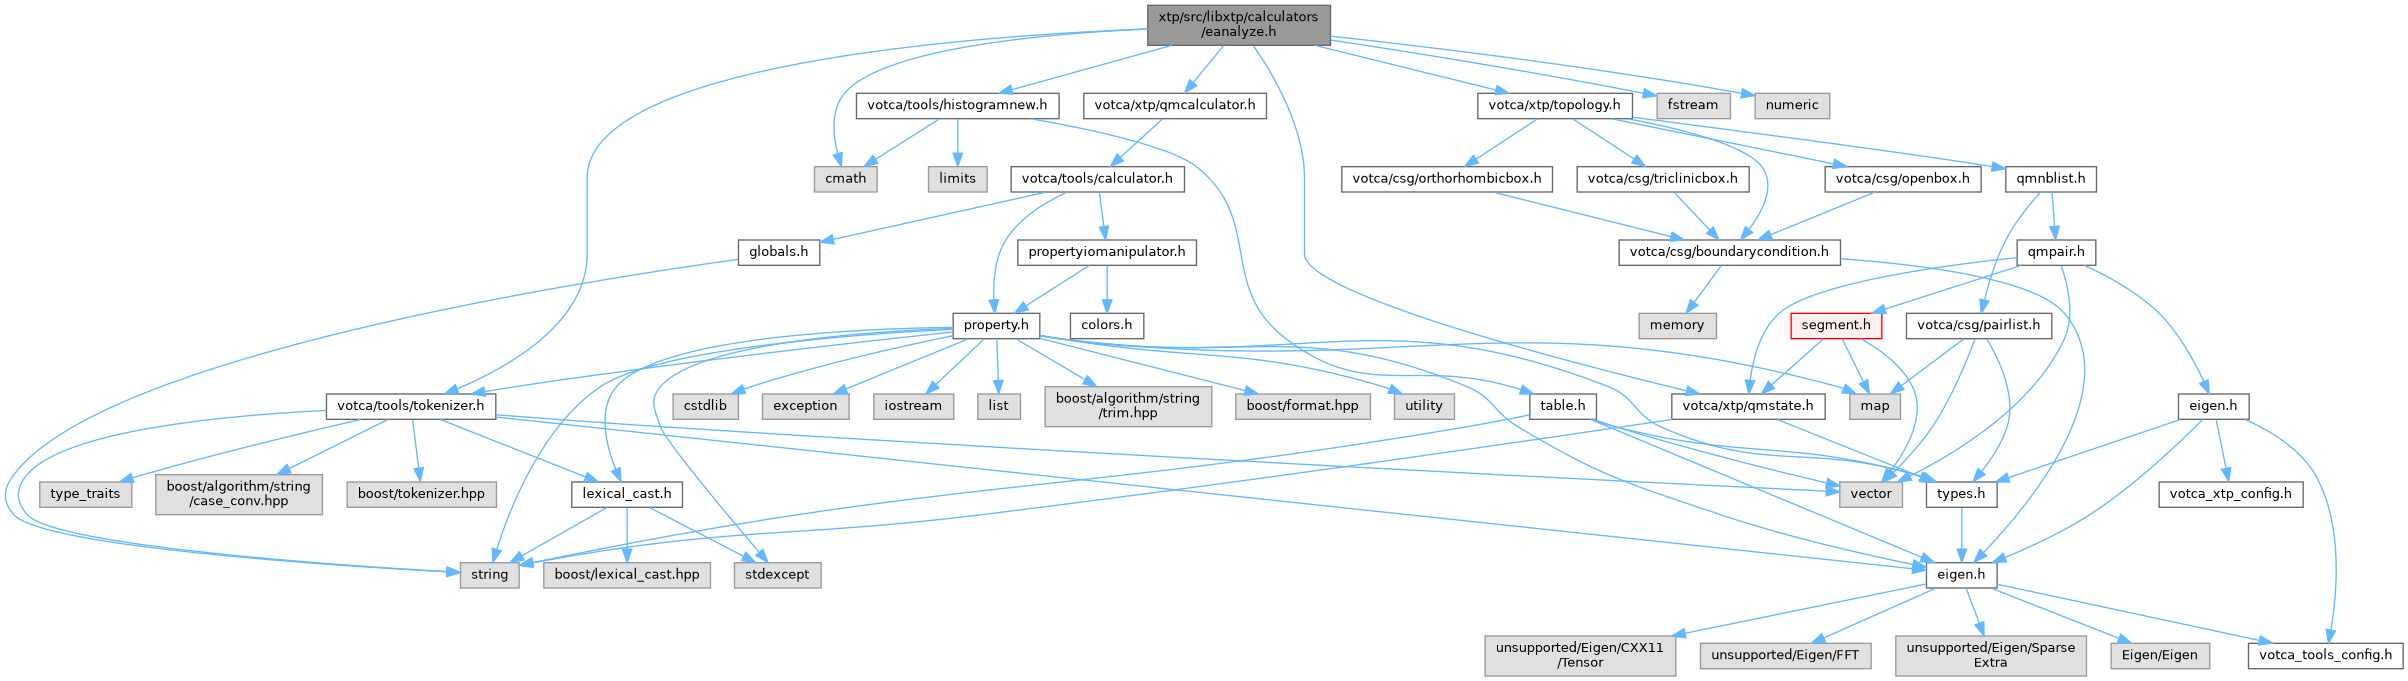 xtp/src/libxtp/calculators
/eanalyze.h
votca/tools/histogramnew.h
votca/xtp/qmcalculator.h
votca/xtp/topology.h
fstream
numeric
cmath
limits
votca/tools/calculator.h
votca/csg/orthorhombicbox.h
votca/csg/triclinicbox.h
votca/csg/openbox.h
qmnblist.h
globals.h
propertyiomanipulator.h
votca/csg/boundarycondition.h
qmpair.h
property.h
colors.h
memory
segment.h
votca/csg/pairlist.h
votca/tools/tokenizer.h
cstdlib
exception
iostream
list
boost/algorithm/string
/trim.hpp
boost/format.hpp
utility
table.h
votca/xtp/qmstate.h
map
eigen.h
type_traits
boost/algorithm/string
/case_conv.hpp
boost/tokenizer.hpp
lexical_cast.h
vector
types.h
votca_xtp_config.h
string
boost/lexical_cast.hpp
stdexcept
eigen.h
unsupported/Eigen/CXX11
/Tensor
unsupported/Eigen/FFT
unsupported/Eigen/Sparse
Extra
Eigen/Eigen
votca_tools_config.h